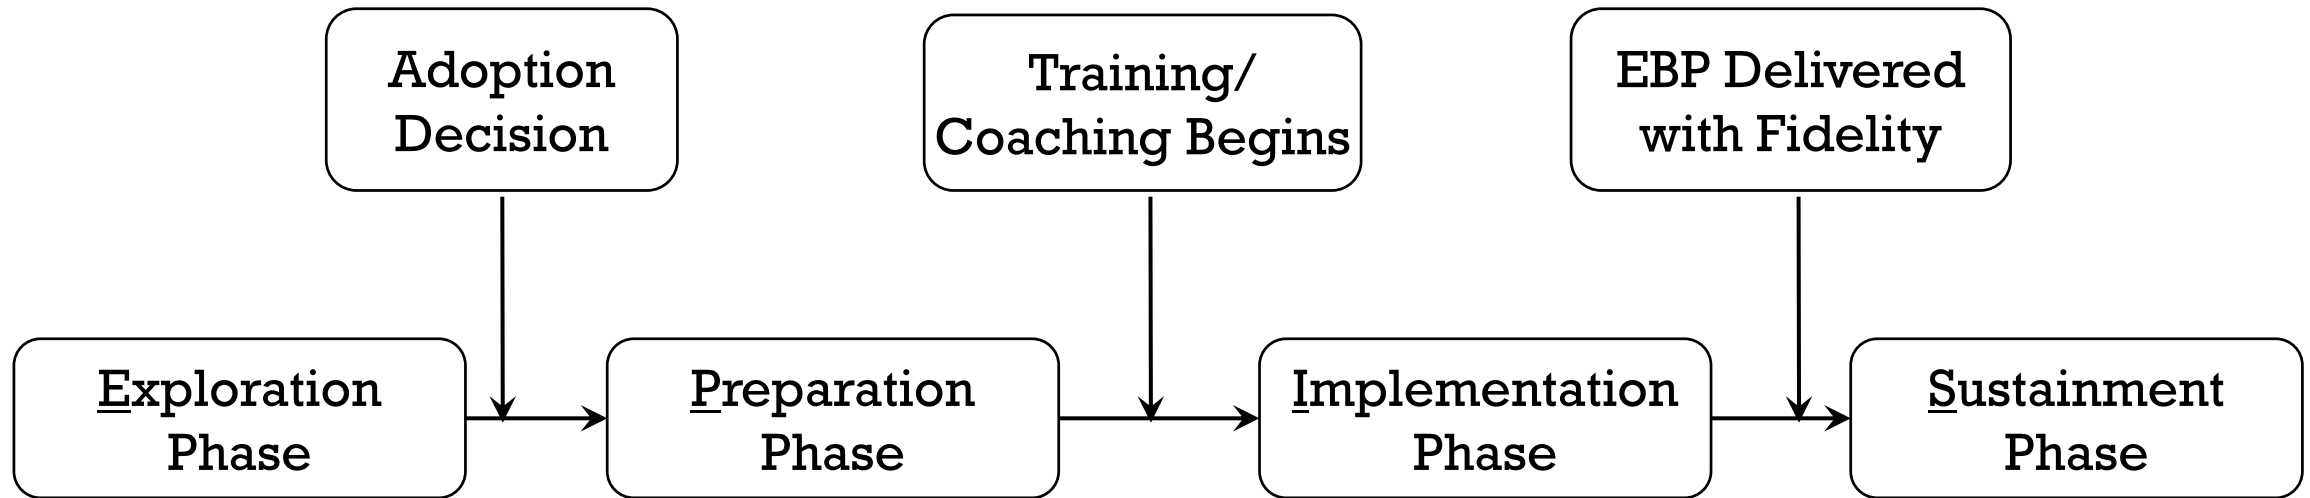 Adoption
Decision
Training/
Coaching Begins
EBP Delivered
with Fidelity
Exploration
Phase
Preparation
Phase
Implementation
Phase
Sustainment
Phase